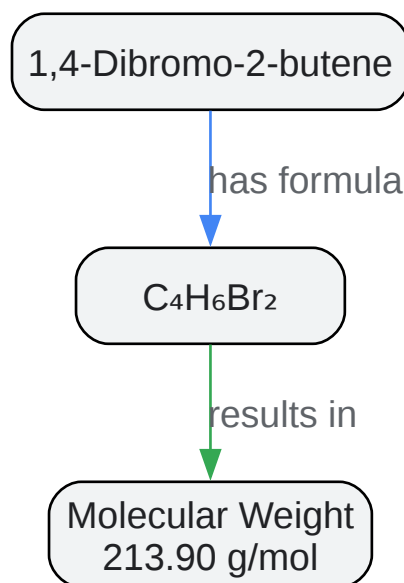 1,4-Dibromo-2-butene
has formula
C₄H₆Br₂
results in
Molecular Weight
213.90 g/mol